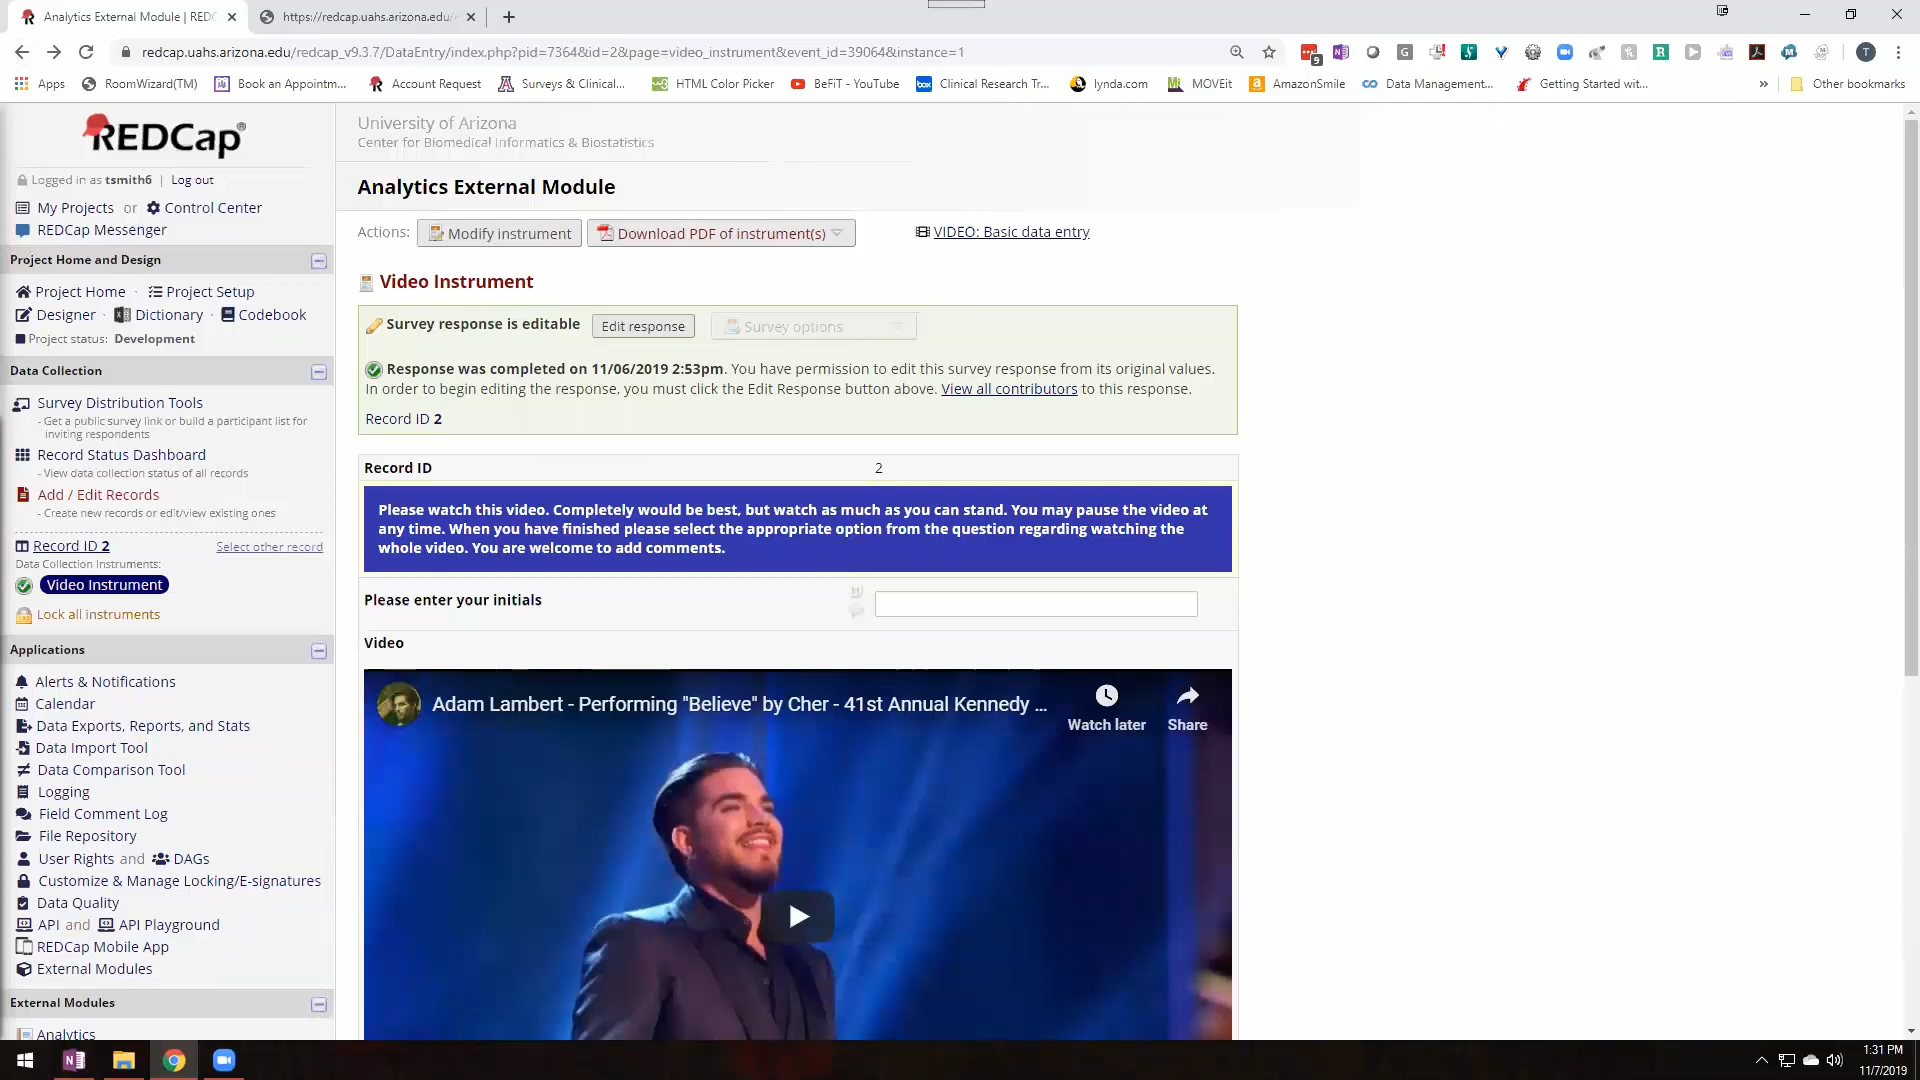 Analytics External Module | REDC
https://redcap.uahs.arizona.edu/
redcap.uahs.arizona.edu/redcap_v9.3.7/DataEntry/index.php?pid=7364&id=2&page=video_instrument&event_id=39064&instance=1
9
T
Apps
RoomWizard(TM)
Book an Appointm...
Account Request
Surveys & Clinical...
HTML Color Picker
BeFiT - YouTube
Clinical Research Tr...
lynda.com
MOVEit
AmazonSmile
Data Management...
Getting Started wit...
»
Other bookmarks
REDCap®
Logged in as tsmith6 | Log out
My Projects or Control Center
REDCap Messenger
Project Home and Design
Project Home · Project Setup
Designer · Dictionary · Codebook
Project status: Development
Data Collection
Survey Distribution Tools
- Get a public survey link or build a participant list for
inviting respondents
Record Status Dashboard
- View data collection status of all records
Add / Edit Records
- Create new records or edit/view existing ones
Record ID 2 Select other record
Data Collection Instruments:
Video Instrument
Lock all instruments
Applications
Alerts & Notifications
Calendar
Data Exports, Reports, and Stats
Data Import Tool
Data Comparison Tool
Logging
Field Comment Log
File Repository
User Rights and DAGs
Customize & Manage Locking/E-signatures
Data Quality
API and API Playground
REDCap Mobile App
External Modules
External Modules
Analytics
University of Arizona
Center for Biomedical Informatics & Biostatistics
Analytics External Module
Actions: Modify instrument Download PDF of instrument(s) VIDEO: Basic data entry
Video Instrument
Survey response is editable Edit response Survey options
Response was completed on 11/06/2019 2:53pm. You have permission to edit this survey response from its original values.
In order to begin editing the response, you must click the Edit Response button above. View all contributors to this response.
Record ID 2
Record ID 2
Please watch this video. Completely would be best, but watch as much as you can stand. You may pause the video at
any time. When you have finished please select the appropriate option from the question regarding watching the
whole video. You are welcome to add comments.
Please enter your initials
Video
Adam Lambert - Performing "Believe" by Cher - 41st Annual Kennedy ...
Watch later
Share
1:31 PM
11/7/2019